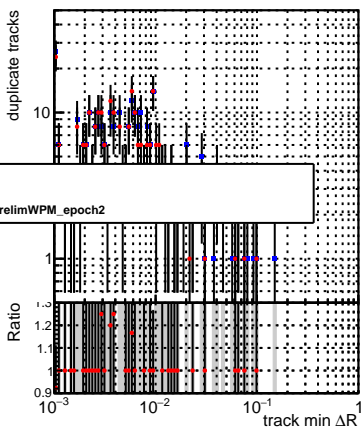 duplicate tracks
10
relimWPM_epoch2
1
Ratio
1.3
1.2
1.1
1
0.9
10⁻³ 10⁻² 10⁻¹ 1
track min ΔR